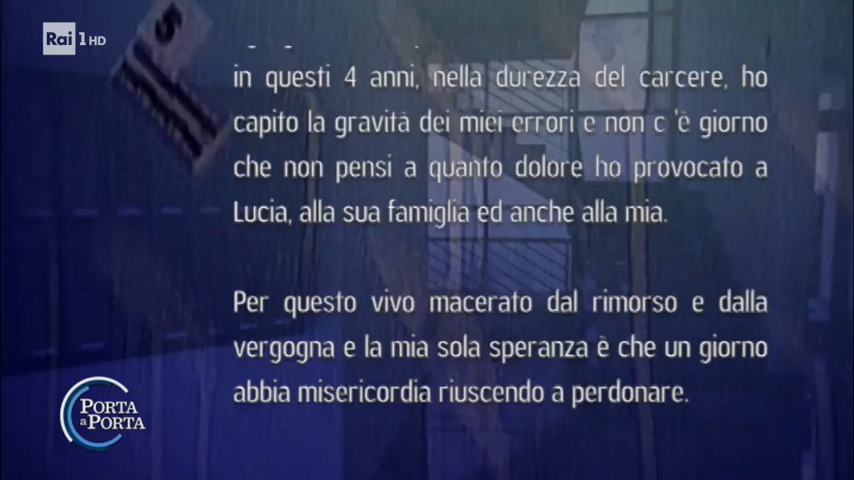 5
Rai 1 HD
in questi 4 anni, nella durezza del carcere, ho
capito la gravità dei miei errori e non c 'è giorno
che non pensi a quanto dolore ho provocato a
Lucia, alla sua famiglia ed anche alla mia.
Per questo vivo macerato dal rimorso e dalla
vergogna e la mia sola speranza è che un giorno
abbia misericordia riuscendo a perdonare.
PORTA
a PORTA